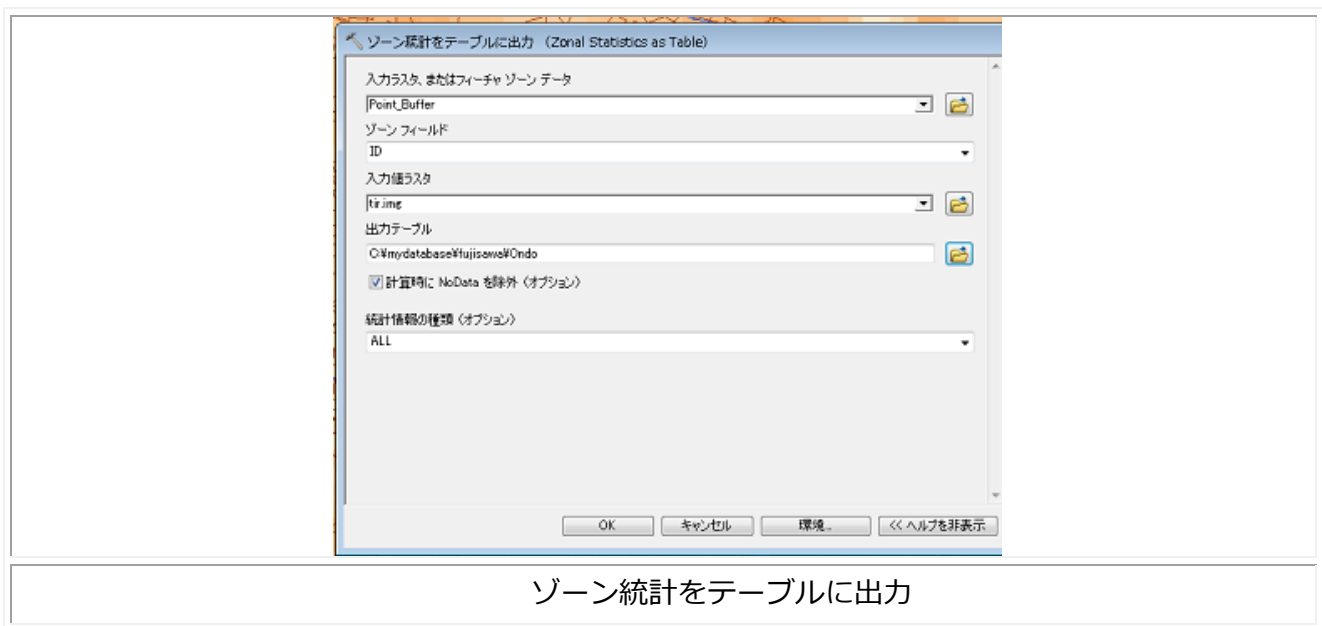 ゾーン統計をテーブルに出力 (Zonal Statistics as Table)
入力ラスタ、またはフィーチャ ゾーン データ
Point_Buffer
ゾーン フィールド
ID
入力値ラスタ
tir.img
出力テーブル
C:¥mydatabase¥fujisawa¥Ondo
計算時に NoData を除外 (オプション)
統計情報の種類 (オプション)
ALL
OK
キャンセル
環境...
<< ヘルプを非表示
ゾーン統計をテーブルに出力